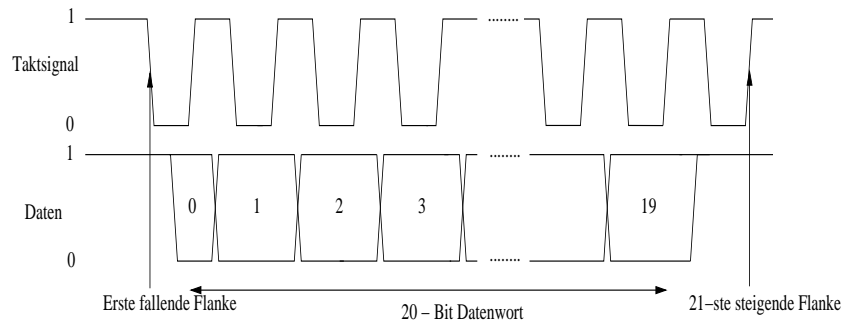 1
Taktsignal
0
1
0
1
2
3
19
Daten
0
Erste fallende Flanke
20 – Bit Datenwort
21–ste steigende Flanke